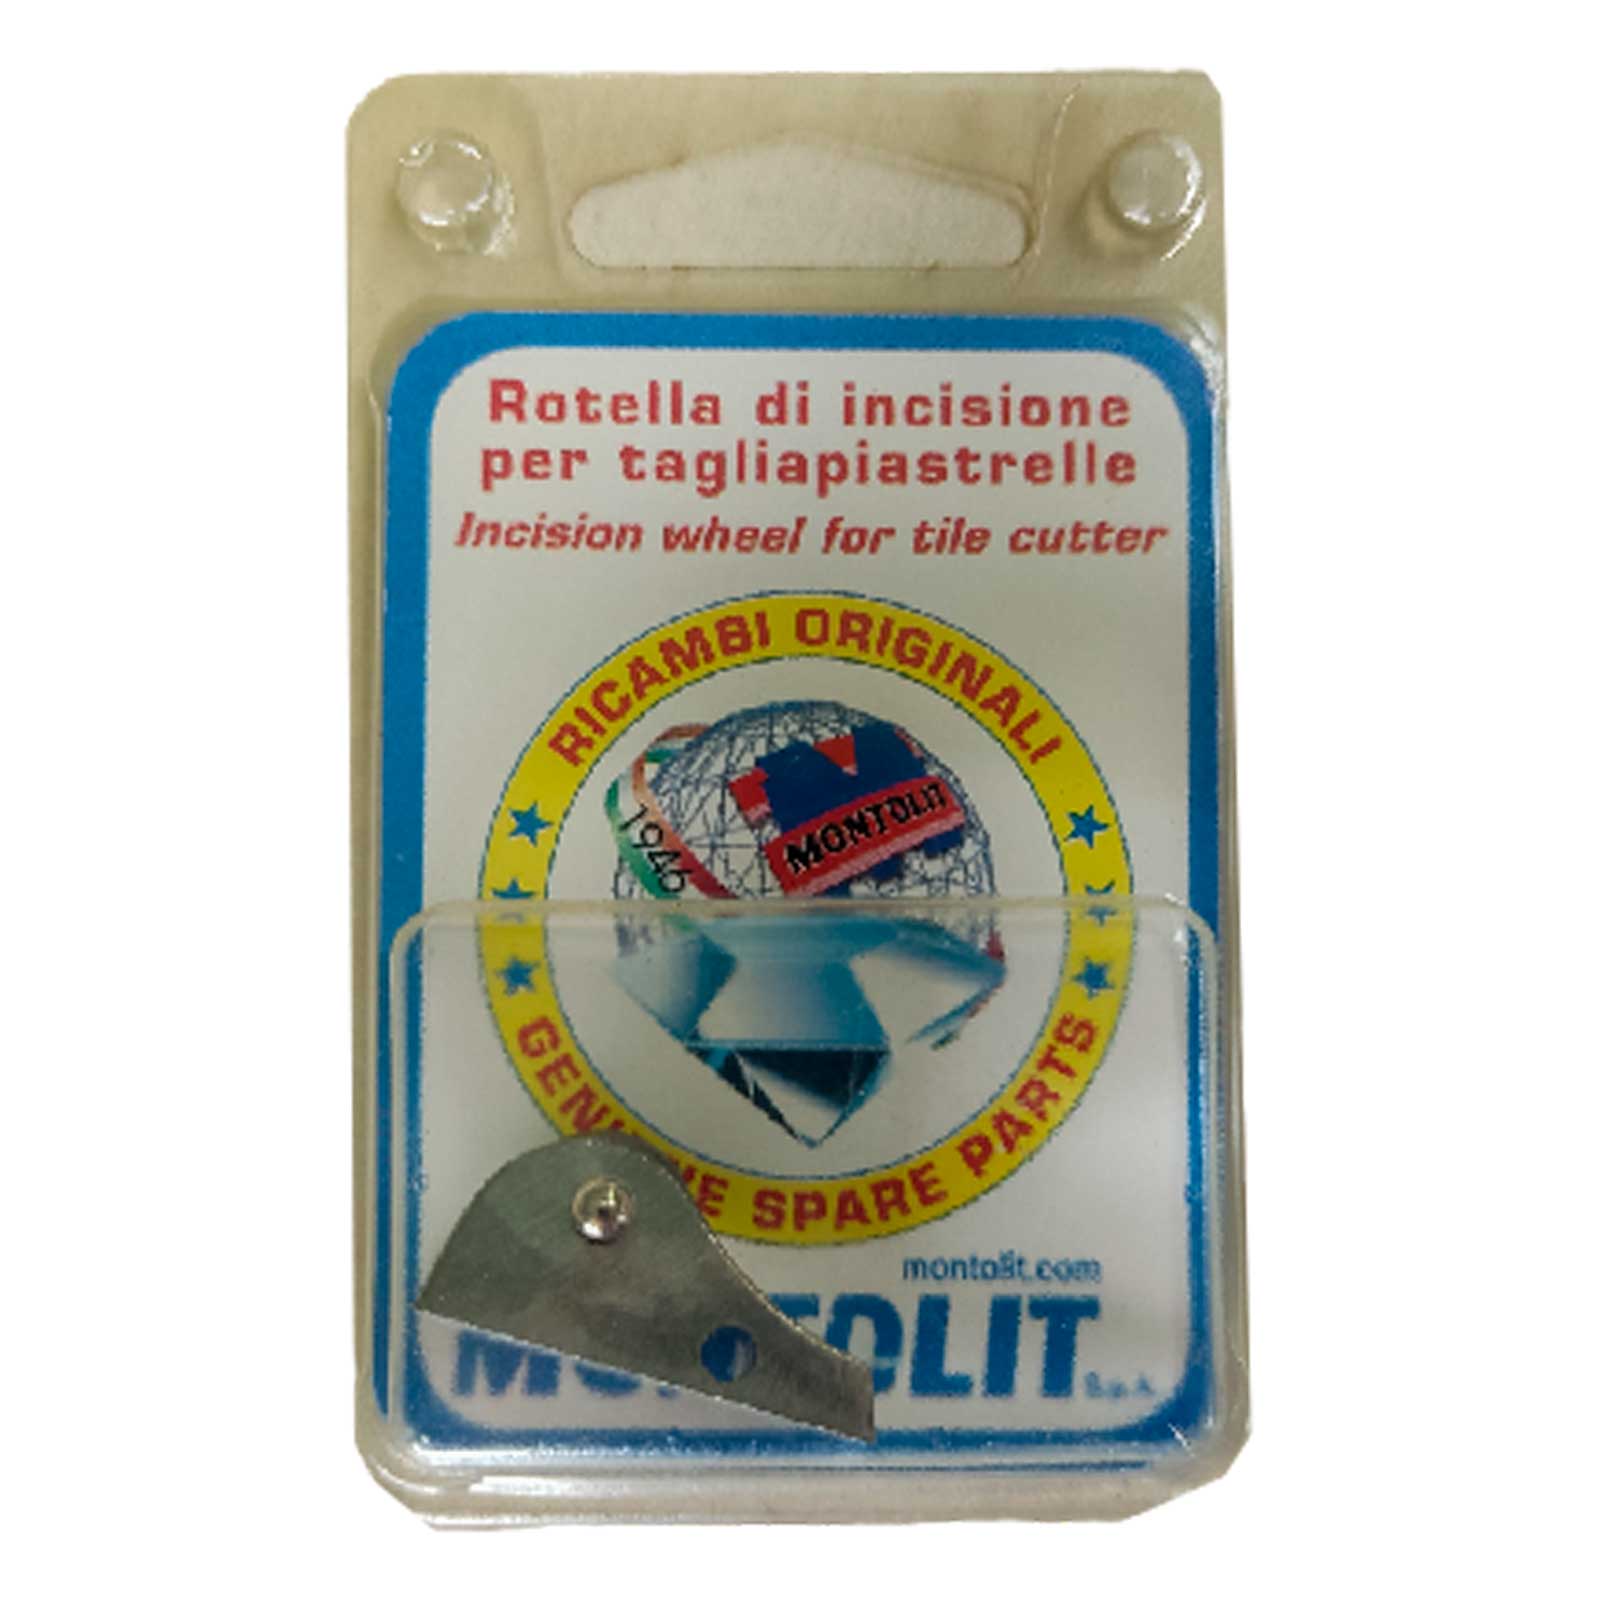 Rotella di incisione
per tagliapiastrelle
Incision wheel for tile cutter
RICAMBI ORIGINALI
1946
MONTOLIT
SPARE PARTS
montolit.com